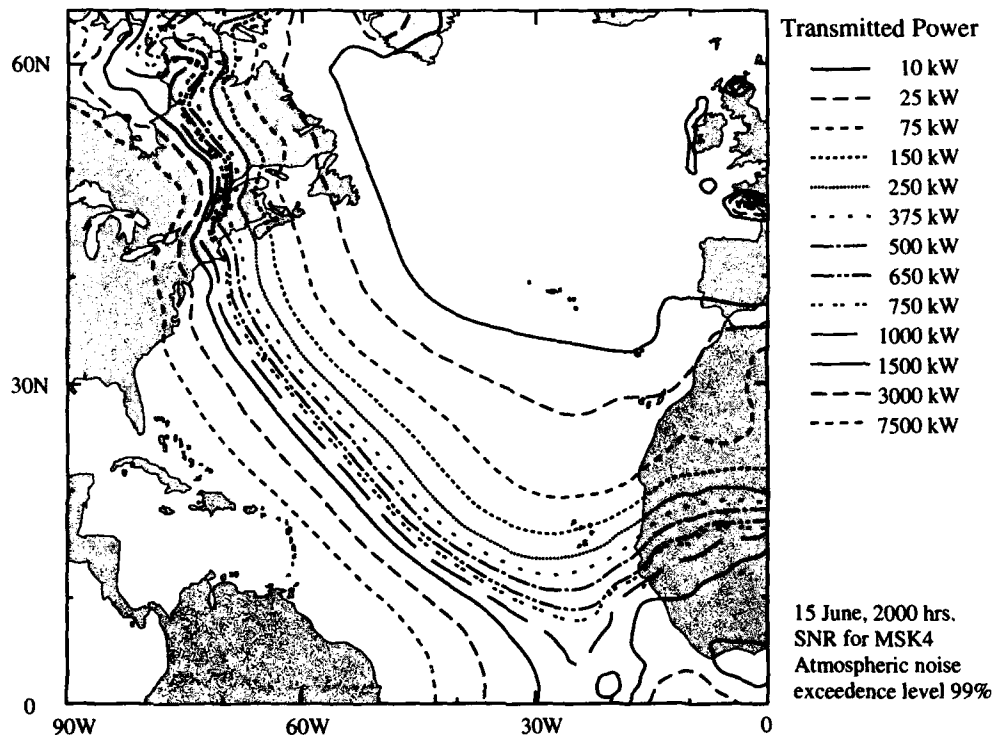 Transmitted Power
10 kW
25 kW
75 kW
150 kW
250 kW
375 kW
500 kW
650 kW
750 kW
1000 kW
1500 kW
3000 kW
7500 kW
60N
30N
0
90W
60W
30W
0
15 June, 2000 hrs.
SNR for MSK4
Atmospheric noise
exceedence level 99%